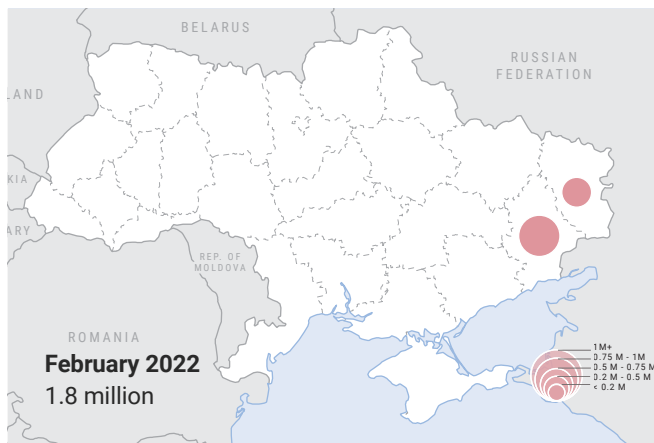 BELARUS
RUSSIAN
FEDERATION
LAND
KIA
ARY
REP. OF
MOLDOVA
ROMANIA
February 2022
1.8 million
1M+
0.75 M - 1M
0.5 M - 0.75 M
0.2 M - 0.5 M
< 0.2 M